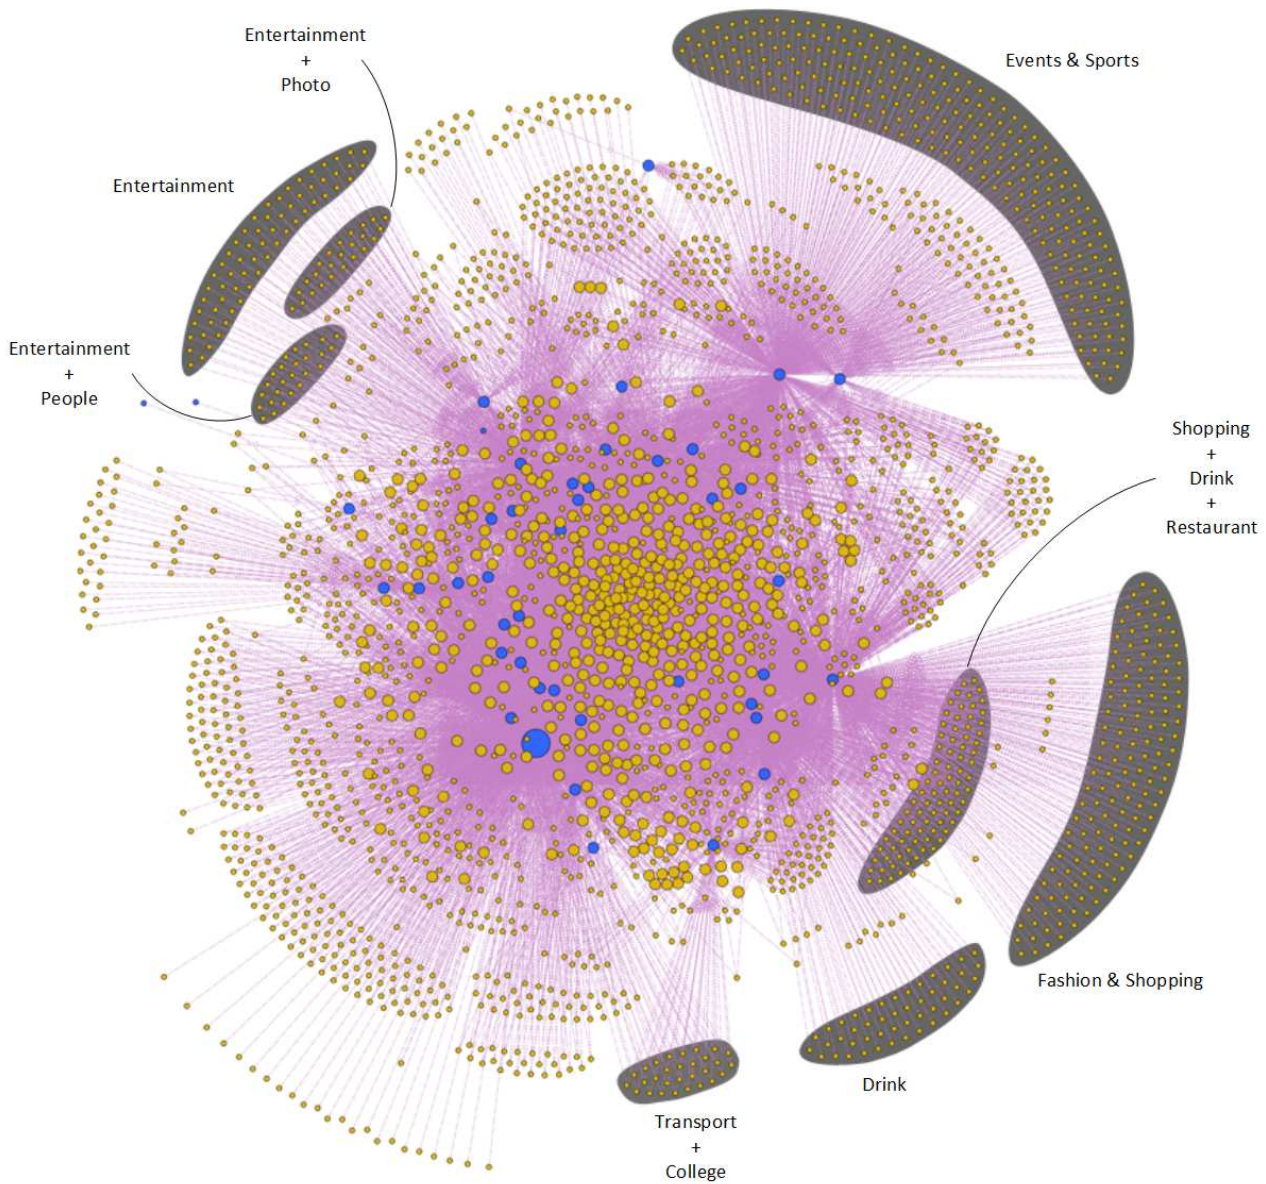 Entertainment
+
Photo
Events & Sports
Entertainment
Entertainment
+
People
Shopping
+
Drink
+
Restaurant
Fashion & Shopping
Drink
Transport
+
College